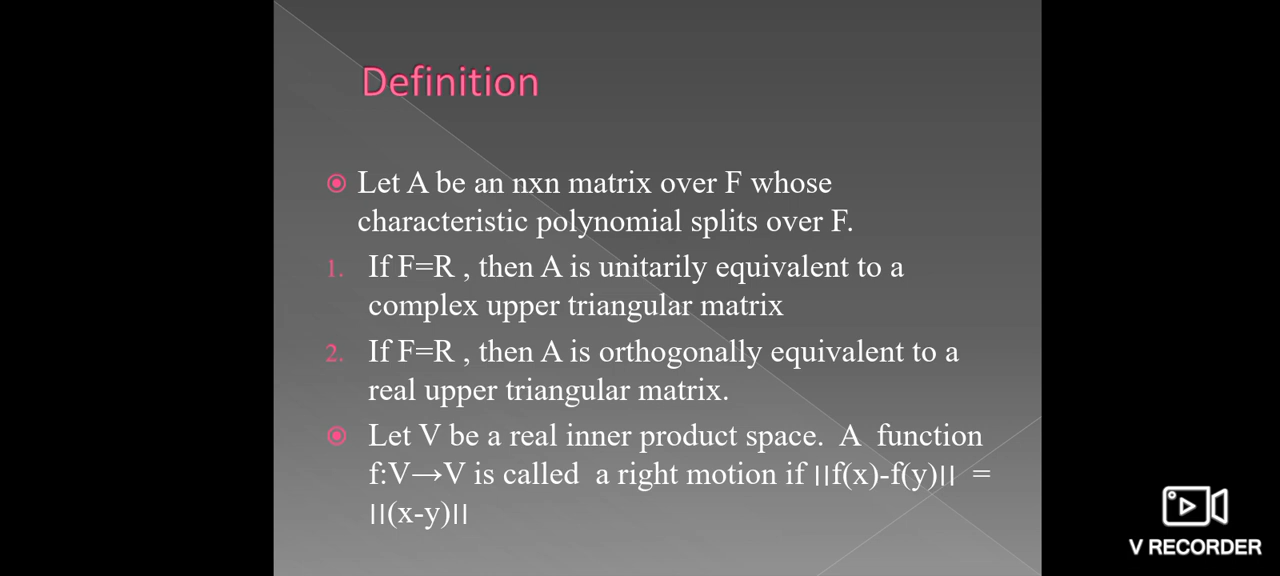 Definition
Let A be an nxn matrix over F whose
characteristic polynomial splits over F.
1. If F=R , then A is unitarily equivalent to a
complex upper triangular matrix
2. If F=R , then A is orthogonally equivalent to a
real upper triangular matrix.
Let V be a real inner product space. A function
f:V→V is called a right motion if ||f(x)-f(y)|| =
||(x-y)||
V RECORDER